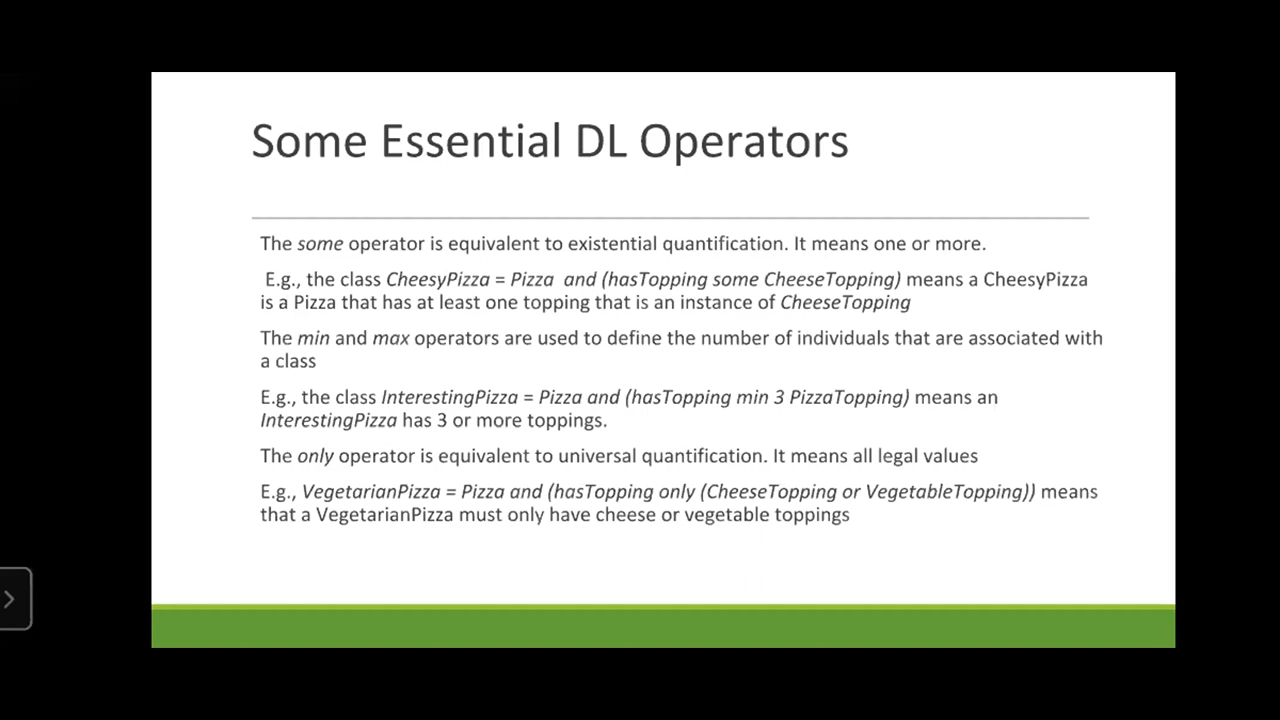 Some Essential DL Operators
The some operator is equivalent to existential quantification. It means one or more.
E.g., the class CheesyPizza = Pizza  and (hasTopping some CheeseTopping) means a CheesyPizza
is a Pizza that has at least one topping that is an instance of CheeseTopping
The min and max operators are used to define the number of individuals that are associated with
a class
E.g., the class InterestingPizza = Pizza and (hasTopping min 3 PizzaTopping) means an
InterestingPizza has 3 or more toppings.
The only operator is equivalent to universal quantification. It means all legal values
E.g., VegetarianPizza = Pizza and (hasTopping only (CheeseTopping or VegetableTopping)) means
that a VegetarianPizza must only have cheese or vegetable toppings